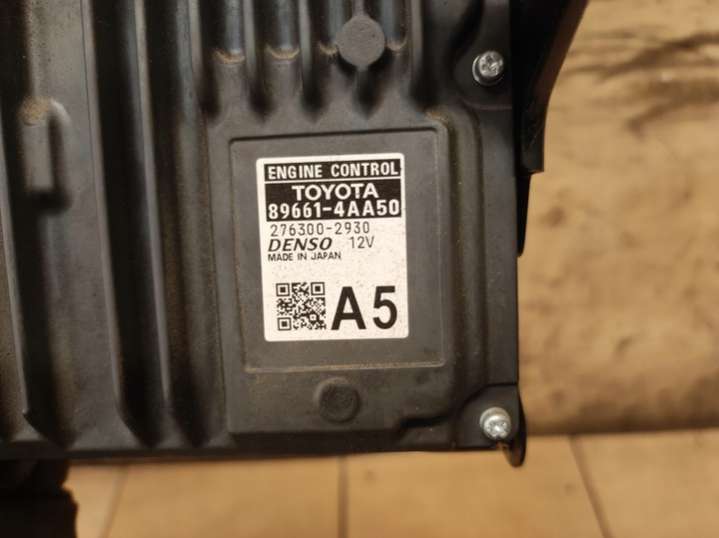 ENGINE CONTROL
TOYOTA
89661-4AA50
276300-2930
DENSO 12V
MADE IN JAPAN
A5